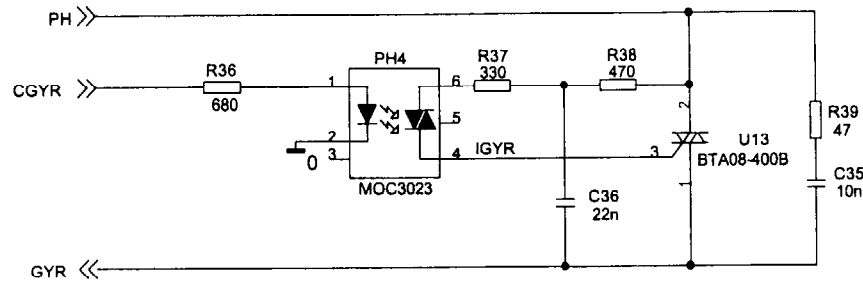 PH
CGYR
R36
680
PH4
1
2
3
0
6
5
4
MOC3023
R37
330
R38
470
IGYR
C36
22n
2
3
1
U13
BTA08-400B
R39
47
C35
10n
GYR